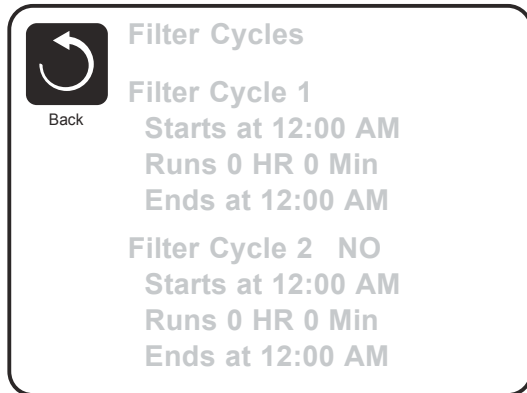 Filter Cycles
Back
Filter Cycle 1
Starts at 12:00 AM
Runs 0 HR 0 Min
Ends at 12:00 AM
Filter Cycle 2 NO
Starts at 12:00 AM
Runs 0 HR 0 Min
Ends at 12:00 AM